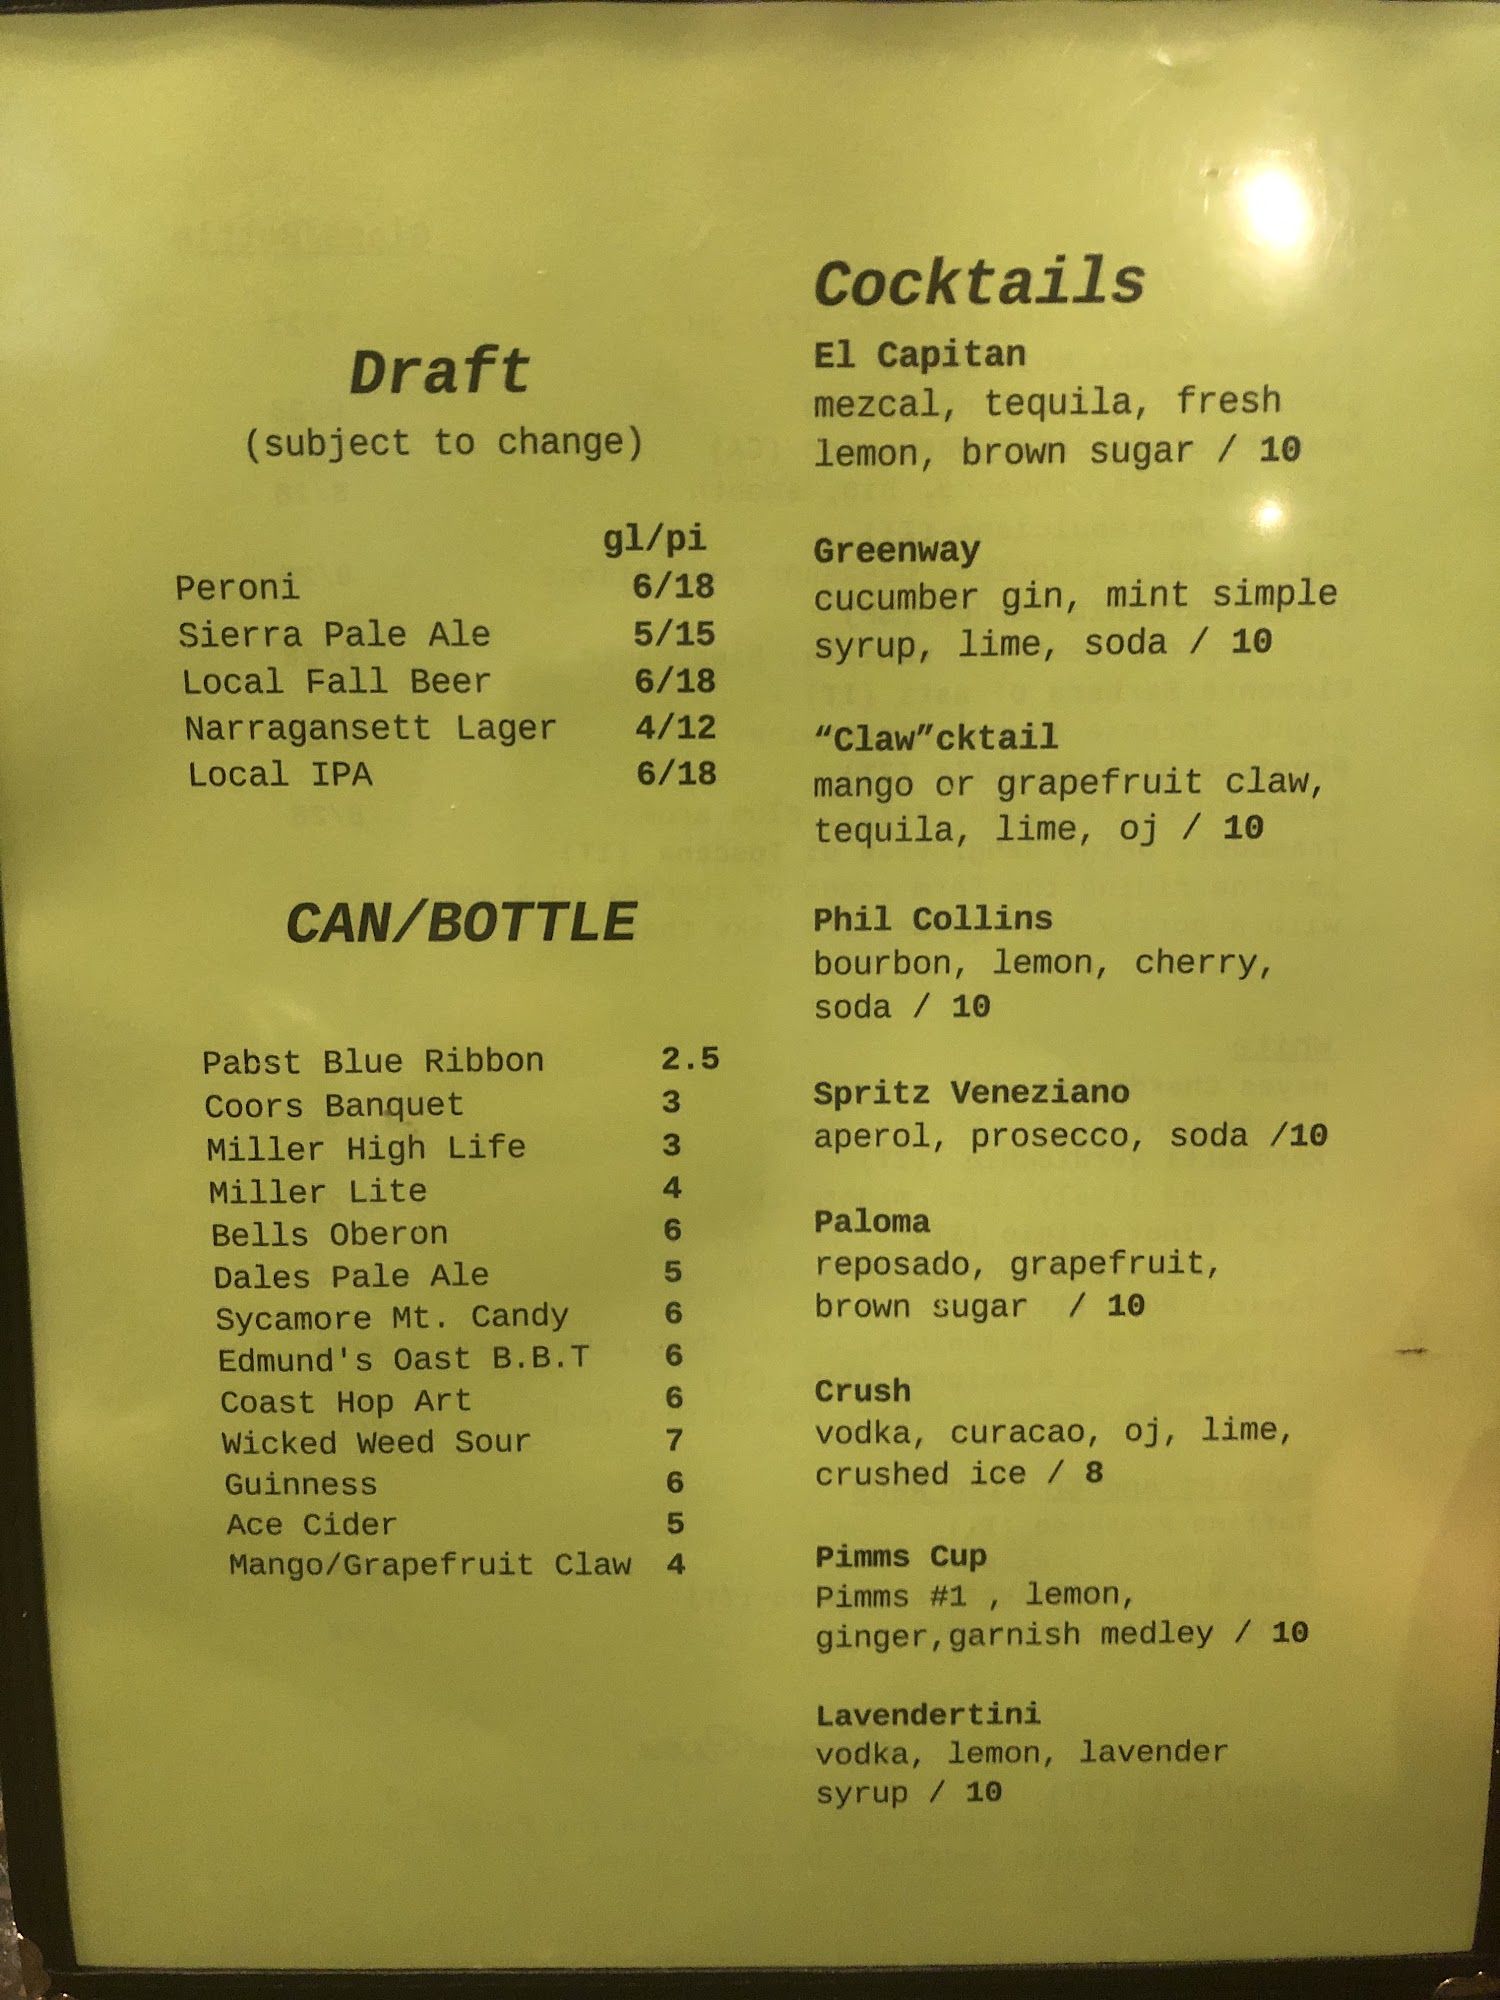 Draft
(subject to change)
gl/pi
Peroni 6/18
Sierra Pale Ale 5/15
Local Fall Beer 6/18
Narragansett Lager 4/12
Local IPA 6/18
CAN/BOTTLE
Pabst Blue Ribbon 2.5
Coors Banquet 3
Miller High Life 3
Miller Lite 4
Bells Oberon 6
Dales Pale Ale 5
Sycamore Mt. Candy 6
Edmund's Oast B.B.T 6
Coast Hop Art 6
Wicked Weed Sour 7
Guinness 6
Ace Cider 5
Mango/Grapefruit Claw 4
Cocktails
El Capitan
mezcal, tequila, fresh
lemon, brown sugar / 10
Greenway
cucumber gin, mint simple
syrup, lime, soda / 10
“Claw”cktail
mango or grapefruit claw,
tequila, lime, oj / 10
Phil Collins
bourbon, lemon, cherry,
soda / 10
Spritz Veneziano
aperol, prosecco, soda /10
Paloma
reposado, grapefruit,
brown sugar  / 10
Crush
vodka, curacao, oj, lime,
crushed ice / 8
Pimms Cup
Pimms #1 , lemon,
ginger,garnish medley / 10
Lavendertini
vodka, lemon, lavender
syrup / 10